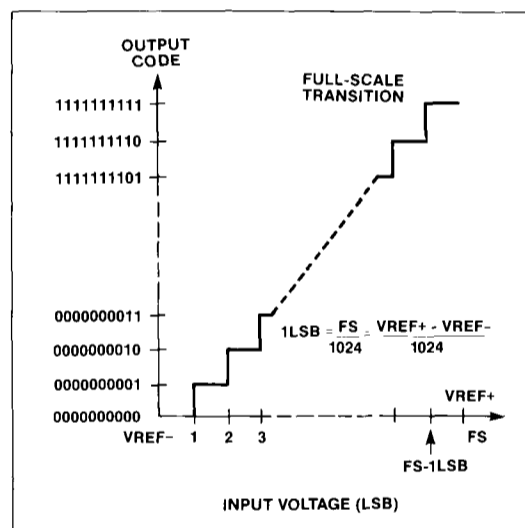 OUTPUT
CODE
FULL-SCALE
TRANSITION
1111111111
1111111110
1111111101
0000000011
1LSB = FS/1024 = VREF+ - VREF-/1024
0000000010
0000000001
0000000000
VREF+
VREF- 1 2 3 FS
FS-1LSB
INPUT VOLTAGE (LSB)